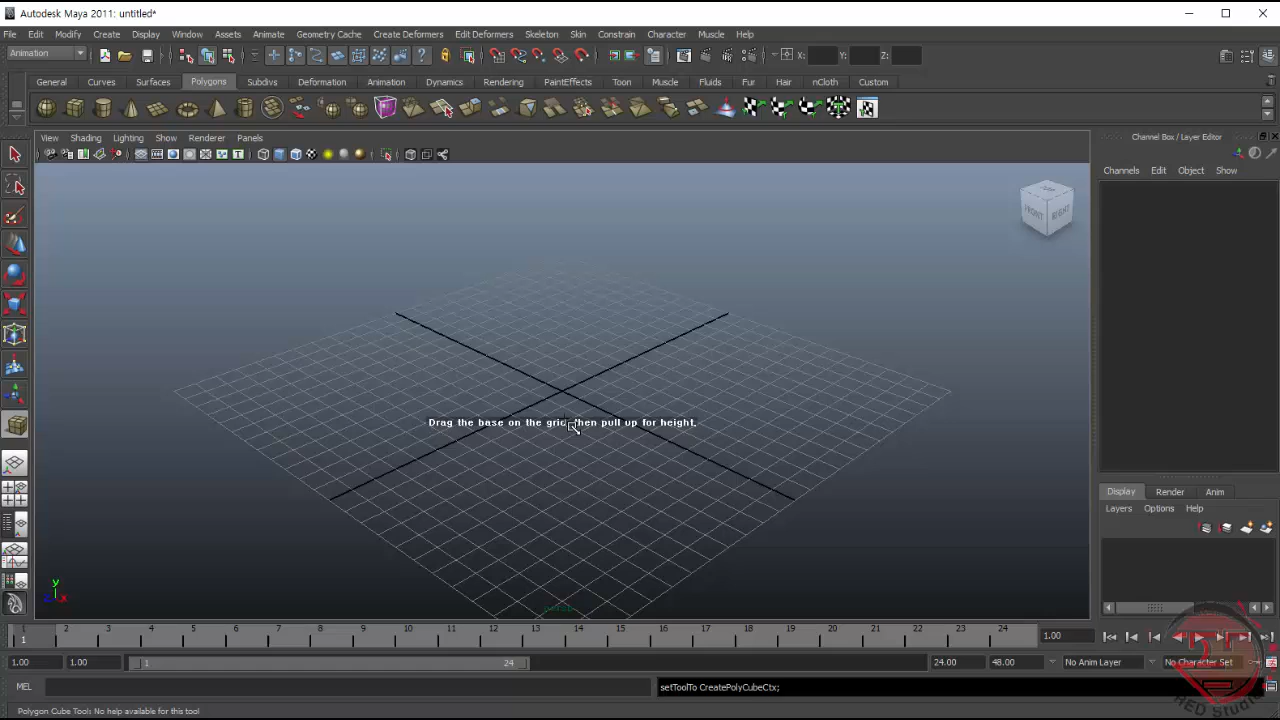 Autodesk Maya 2011: untitled*
File Edit Modify Create Display Window Assets Animate Geometry Cache Create Deformers Edit Deformers Skeleton Skin Constrain Character Muscle Help
Animation X: Y: Z:
General Curves Surfaces Polygons Subdivs Deformation Animation Dynamics Rendering PaintEffects Toon Muscle Fluids Fur Hair nCloth Custom
View Shading Lighting Show Renderer Panels
Channel Box / Layer Editor
Channels Edit Object Show
FRONT RIGHT
Drag the base on the grid, then pull up for height.
Display Render Anim
Layers Options Help
y
x
persp
1 2 3 4 5 6 7 8 9 10 11 12 13 14 15 16 17 18 19 20 21 22 23 24
1 1.00
1.00 1.00 1 24 24.00 48.00 No Anim Layer No Character Set
MEL setToolTo CreatePolyCubeCtx;
RED Studio
Polygon Cube Tool: No help available for this tool